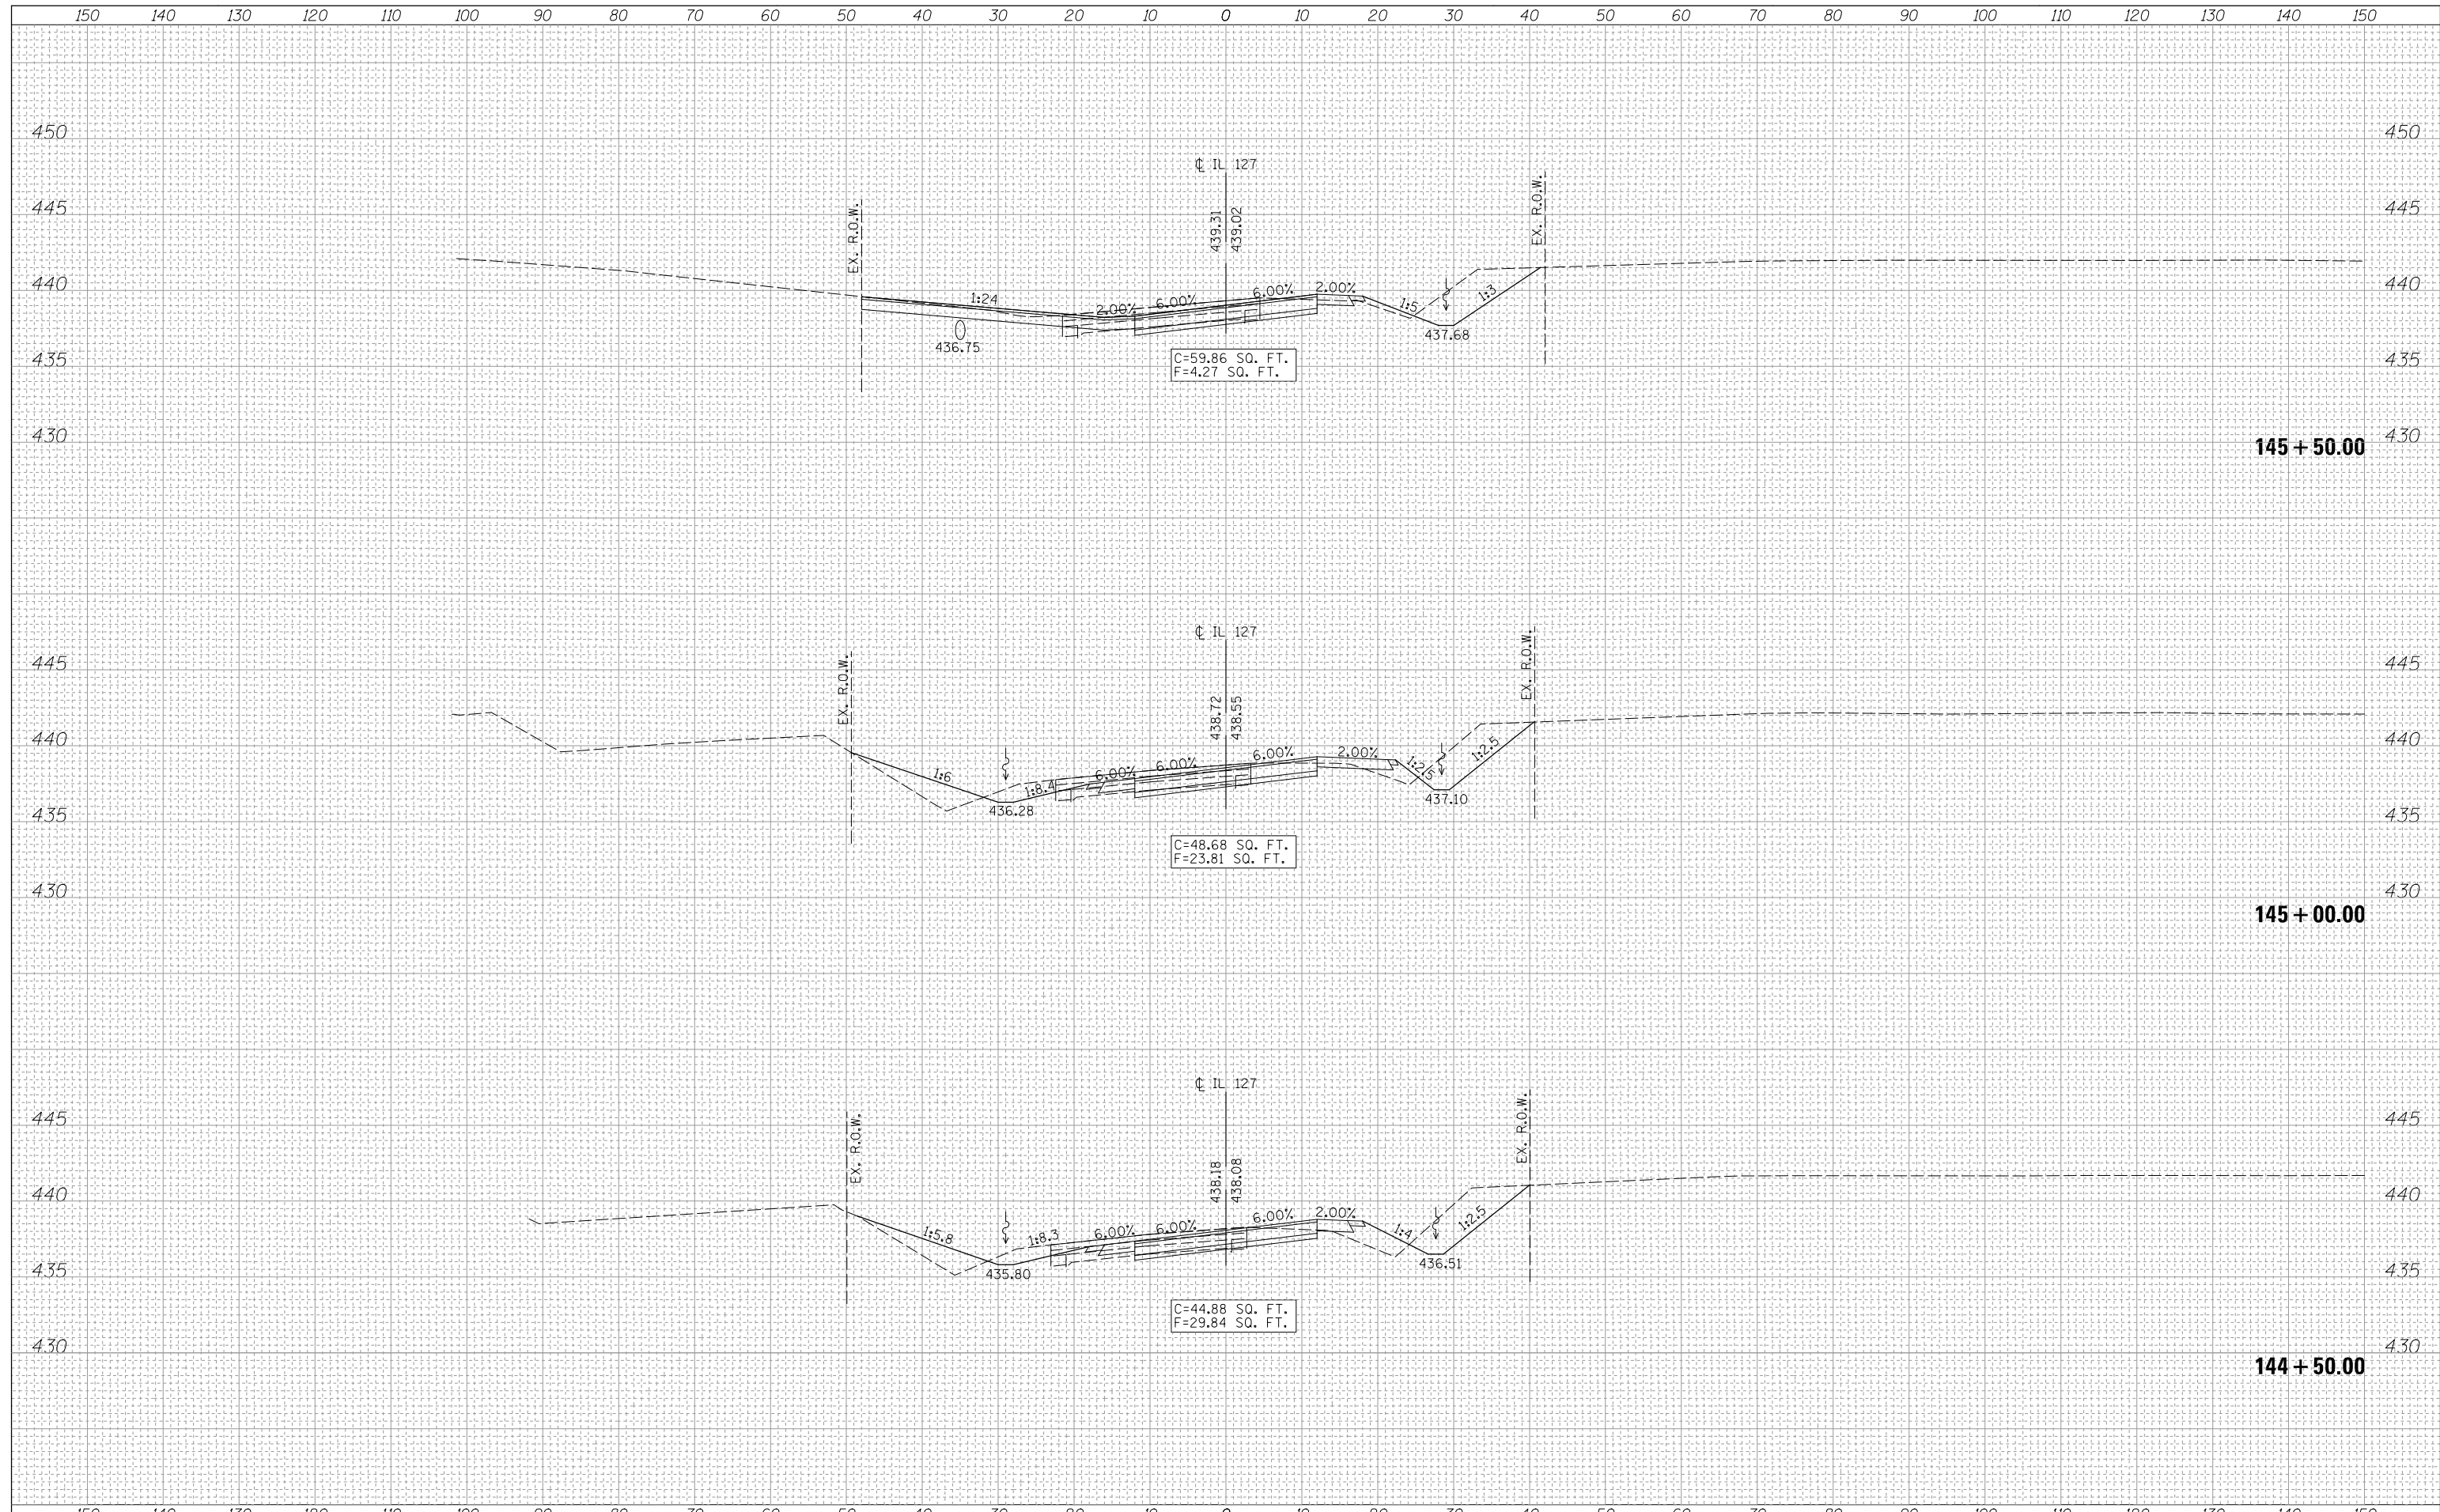 150 140 130 120 110 100 90 80 70 60 50 40 30 20 10 0 10 20 30 40 50 60 70 80 90 100 110 120 130 140 150
450 450
℄ IL 127
445 EX. R.O.W. 439.31 439.02 EX. R.O.W. 445
440 1:24 2.00% 6.00% 6.00% 2.00% 1:5 1:3 440
436.75 437.68
435 C=59.86 SQ. FT. 435
F=4.27 SQ. FT.
430 430
145 + 50.00
℄ IL 127
445 EX. R.O.W. 438.72 438.55 EX. R.O.W. 445
440 1:6 1:8.4 6.00% 6.00% 6.00% 2.00% 1:2.5 1:2.5 440
436.28 437.10
435 435
C=48.68 SQ. FT.
F=23.81 SQ. FT.
430 430
145 + 00.00
℄ IL 127
445 EX. R.O.W. 438.18 438.08 EX. R.O.W. 445
440 1:5.8 1:8.3 6.00% 6.00% 6.00% 2.00% 1:4 1:2.5 440
435 435.80 436.51 435
C=44.88 SQ. FT.
F=29.84 SQ. FT.
430 430
144 + 50.00